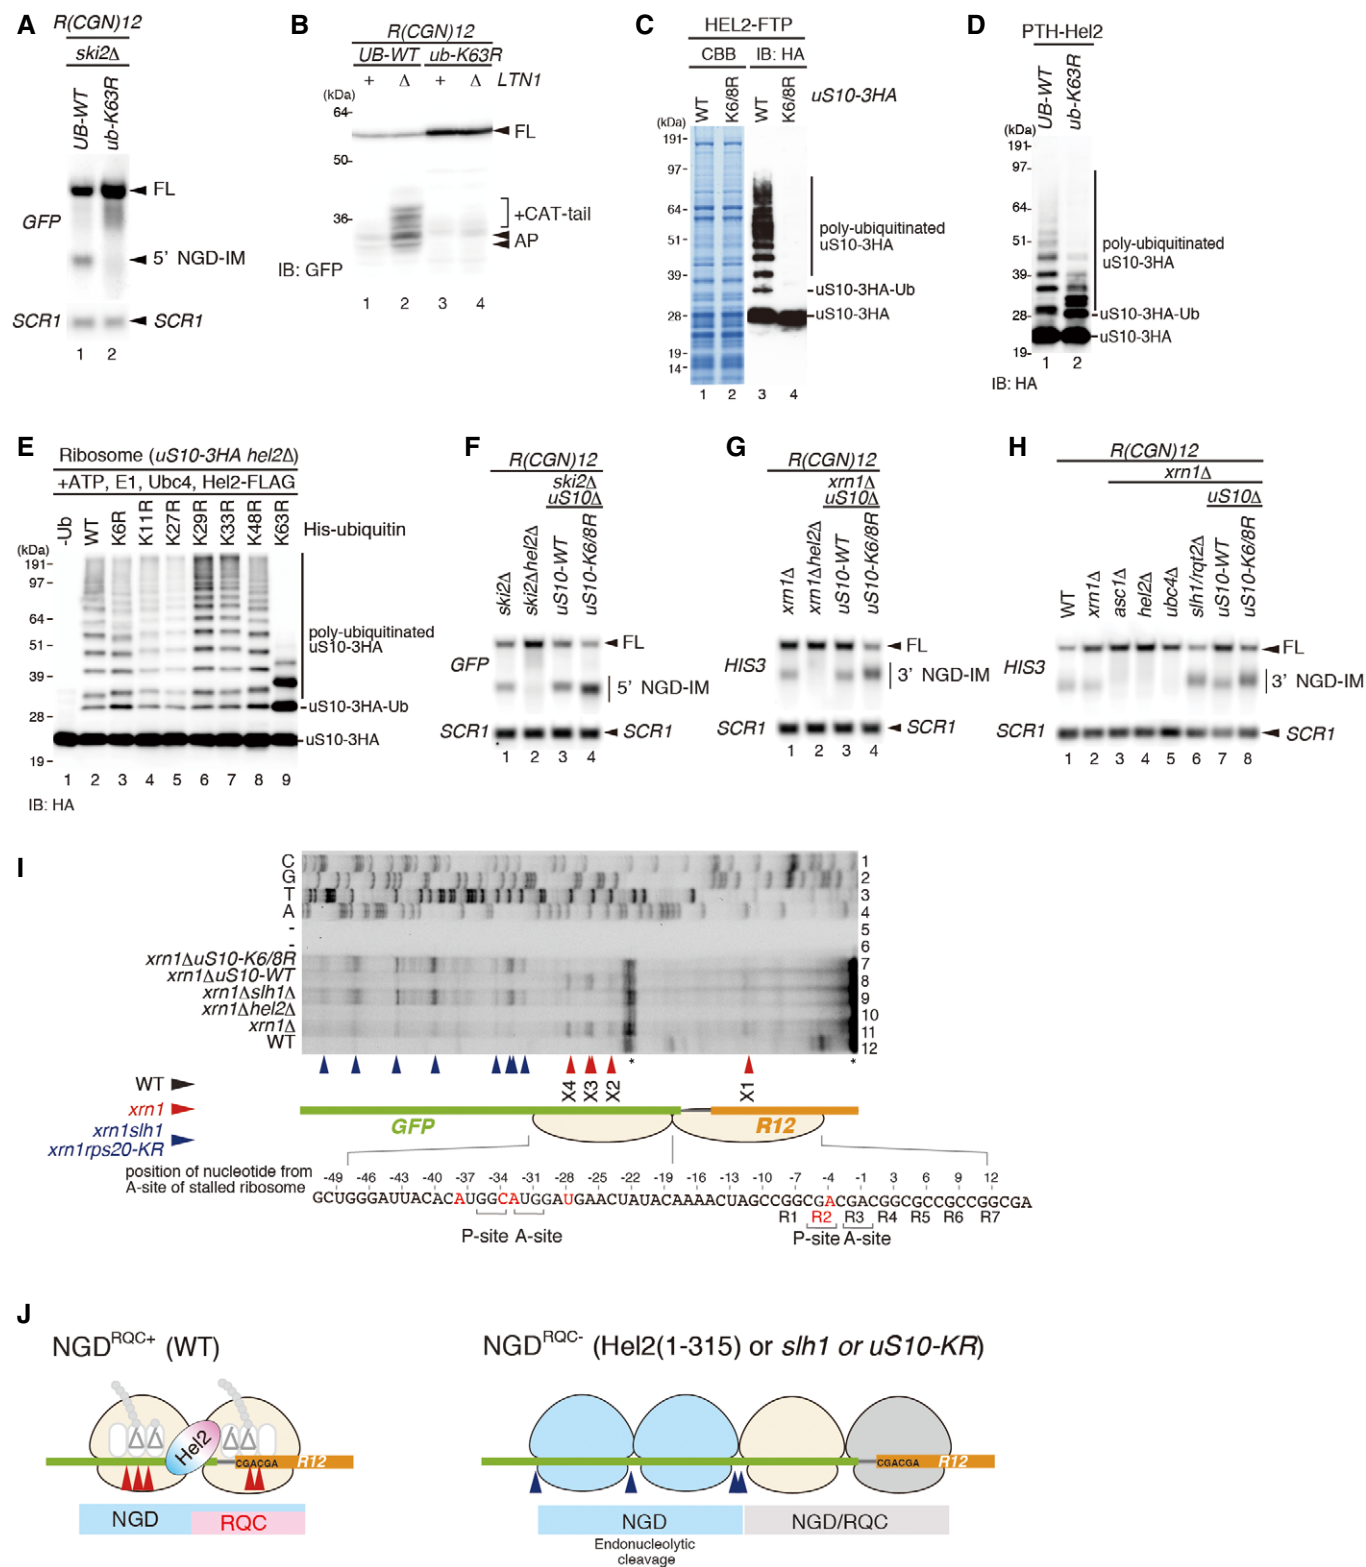 A
R(CGN)12
ski2Δ
UB-WT
ub-K63R
FL
GFP
5' NGD-IM
SCR1
SCR1
1 2
B
R(CGN)12
UB-WT ub-K63R
+ Δ + Δ LTN1
(kDa)
64-
FL
50-
36-
+CAT-tail
AP
IB: GFP
1 2 3 4
C
HEL2-FTP
CBB IB: HA
WT
K6/8R
WT
K6/8R
uS10-3HA
(kDa)
191-
97-
64-
51-
39-
28-
19-
14-
poly-ubiquitinated
uS10-3HA
-uS10-3HA-Ub
-uS10-3HA
1 2 3 4
D
PTH-Hel2
UB-WT
ub-K63R
(kDa)
191-
97-
64-
51-
39-
28-
19-
poly-ubiquitinated
uS10-3HA
uS10-3HA-Ub
uS10-3HA
1 2
IB: HA
E
Ribosome (uS10-3HA hel2Δ)
+ATP, E1, Ubc4, Hel2-FLAG
-Ub
WT
K6R
K11R
K27R
K29R
K33R
K48R
K63R
His-ubiquitin
(kDa)
191-
97-
64-
51-
39-
28-
19-
poly-ubiquitinated
uS10-3HA
-uS10-3HA-Ub
-uS10-3HA
1 2 3 4 5 6 7 8 9
IB: HA
F
R(CGN)12
ski2Δ
uS10Δ
ski2Δ
ski2Δhel2Δ
uS10-WT
uS10-K6/8R
GFP
FL
5' NGD-IM
SCR1
SCR1
1 2 3 4
G
R(CGN)12
xrn1Δ
uS10Δ
xrn1Δ
xrn1Δhel2Δ
uS10-WT
uS10-K6/8R
HIS3
FL
3' NGD-IM
SCR1
SCR1
1 2 3 4
H
R(CGN)12
xrn1Δ
uS10Δ
WT
xrn1Δ
asc1Δ
hel2Δ
ubc4Δ
slh1/rqt2Δ
uS10-WT
uS10-K6/8R
HIS3
FL
3' NGD-IM
SCR1
SCR1
1 2 3 4 5 6 7 8
I
C 1
G 2
T 3
A 4
- 5
- 6
xrn1ΔuS10-K6/8R 7
xrn1ΔuS10-WT 8
xrn1Δslh1Δ 9
xrn1Δhel2Δ 10
xrn1Δ 11
WT 12
* *
WT
xrn1
xrn1slh1
xrn1rps20-KR
X4
X3
X2
X1
GFP R12
position of nucleotide from
A-site of stalled ribosome
-49 -46 -43 -40 -37 -34 -31 -28 -25 -22 -19 -16 -13 -10 -7 -4 -1 3 6 9 12
GCUGGGAUUACACAUGGCAUGGAUGAACUAUACAAAACUAGCCGGCGACGACGGCGCCGCCGGCGA
R1 R2 R3 R4 R5 R6 R7
P-site A-site P-site A-site
J
NGDRQC+ (WT)
Hel2
CGACGA R12
NGD RQC
NGDRQC- (Hel2(1-315) or slh1 or uS10-KR)
CGACGA R12
NGD NGD/RQC
Endonucleolytic
cleavage